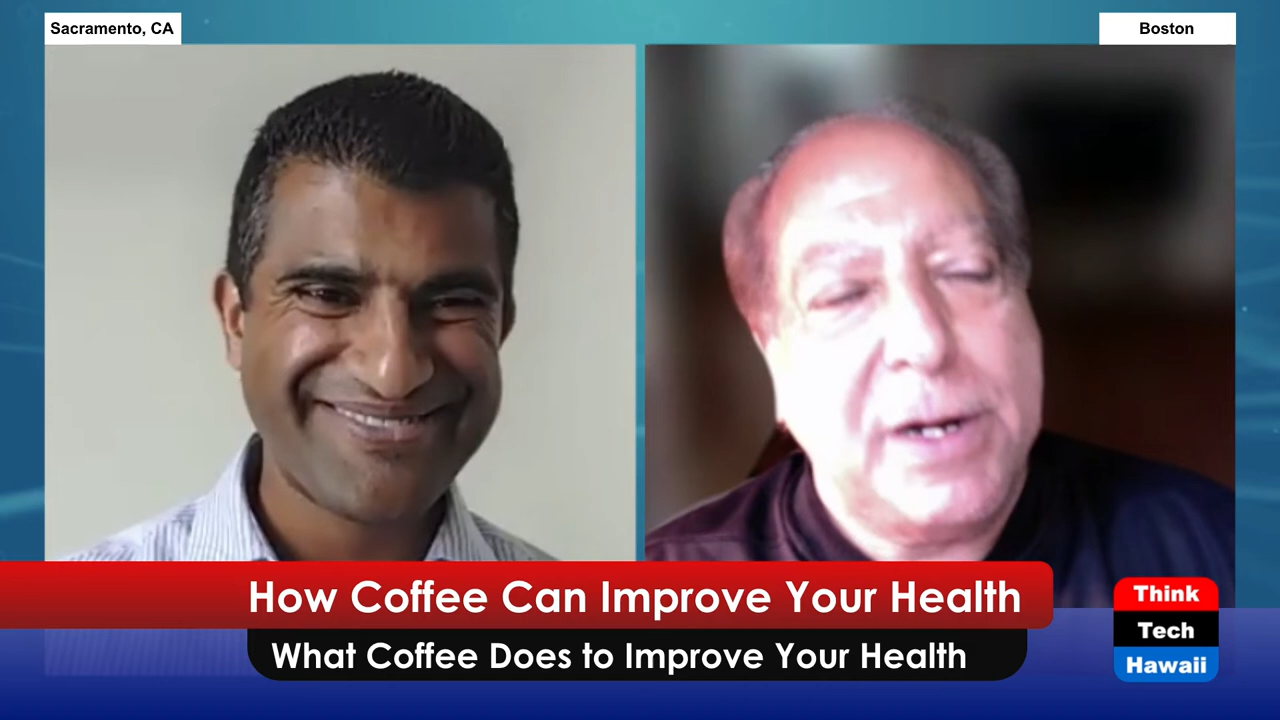 Sacramento, CA
Boston
How Coffee Can Improve Your Health
What Coffee Does to Improve Your Health
Think
Tech
Hawaii